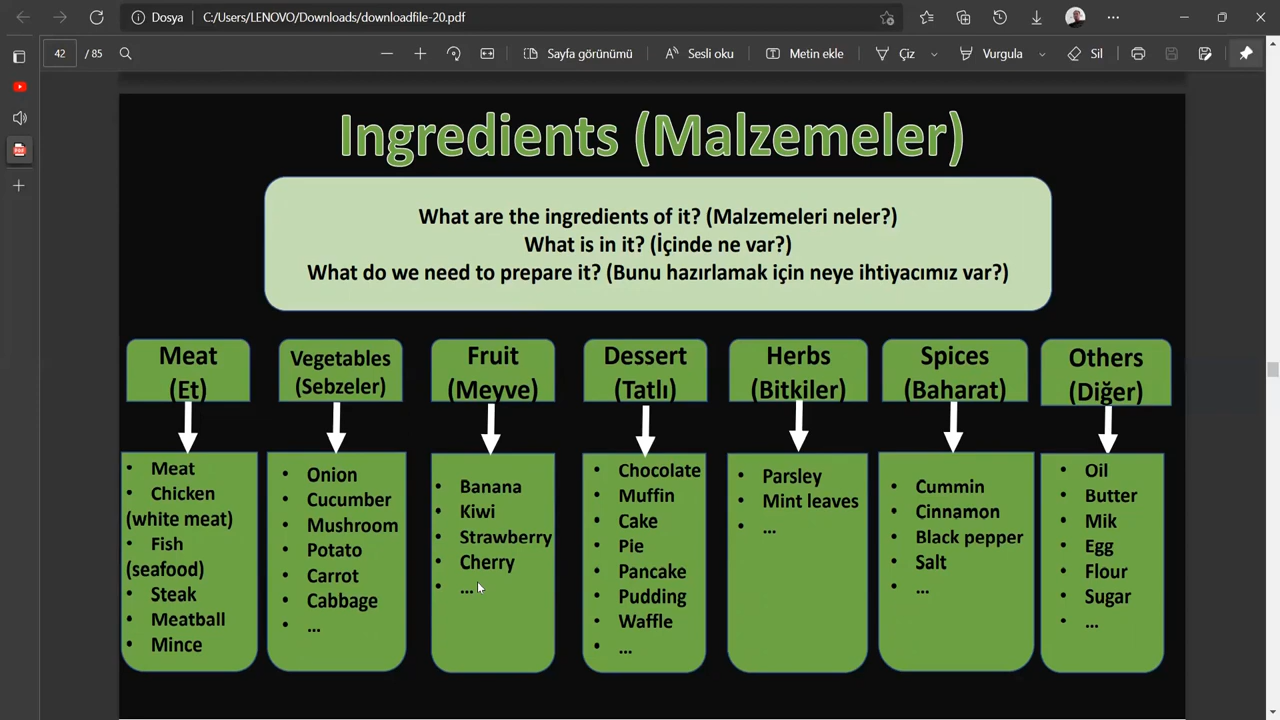 Dosya
C:/Users/LENOVO/Downloads/downloadfile-20.pdf
42 / 85
Sayfa görünümü
Sesli oku
Metin ekle
Çiz
Vurgula
Sil
Ingredients (Malzemeler)
What are the ingredients of it? (Malzemeleri neler?)
What is in it? (İçinde ne var?)
What do we need to prepare it? (Bunu hazırlamak için neye ihtiyacımız var?)
Meat
(Et)
• Meat
• Chicken
(white meat)
• Fish
(seafood)
• Steak
• Meatball
• Mince
Vegetables
(Sebzeler)
• Onion
• Cucumber
• Mushroom
• Potato
• Carrot
• Cabbage
• ...
Fruit
(Meyve)
• Banana
• Kiwi
• Strawberry
• Cherry
• ...
Dessert
(Tatlı)
• Chocolate
• Muffin
• Cake
• Pie
• Pancake
• Pudding
• Waffle
• ...
Herbs
(Bitkiler)
• Parsley
• Mint leaves
• ...
Spices
(Baharat)
• Cummin
• Cinnamon
• Black pepper
• Salt
• ...
Others
(Diğer)
• Oil
• Butter
• Mik
• Egg
• Flour
• Sugar
• ...